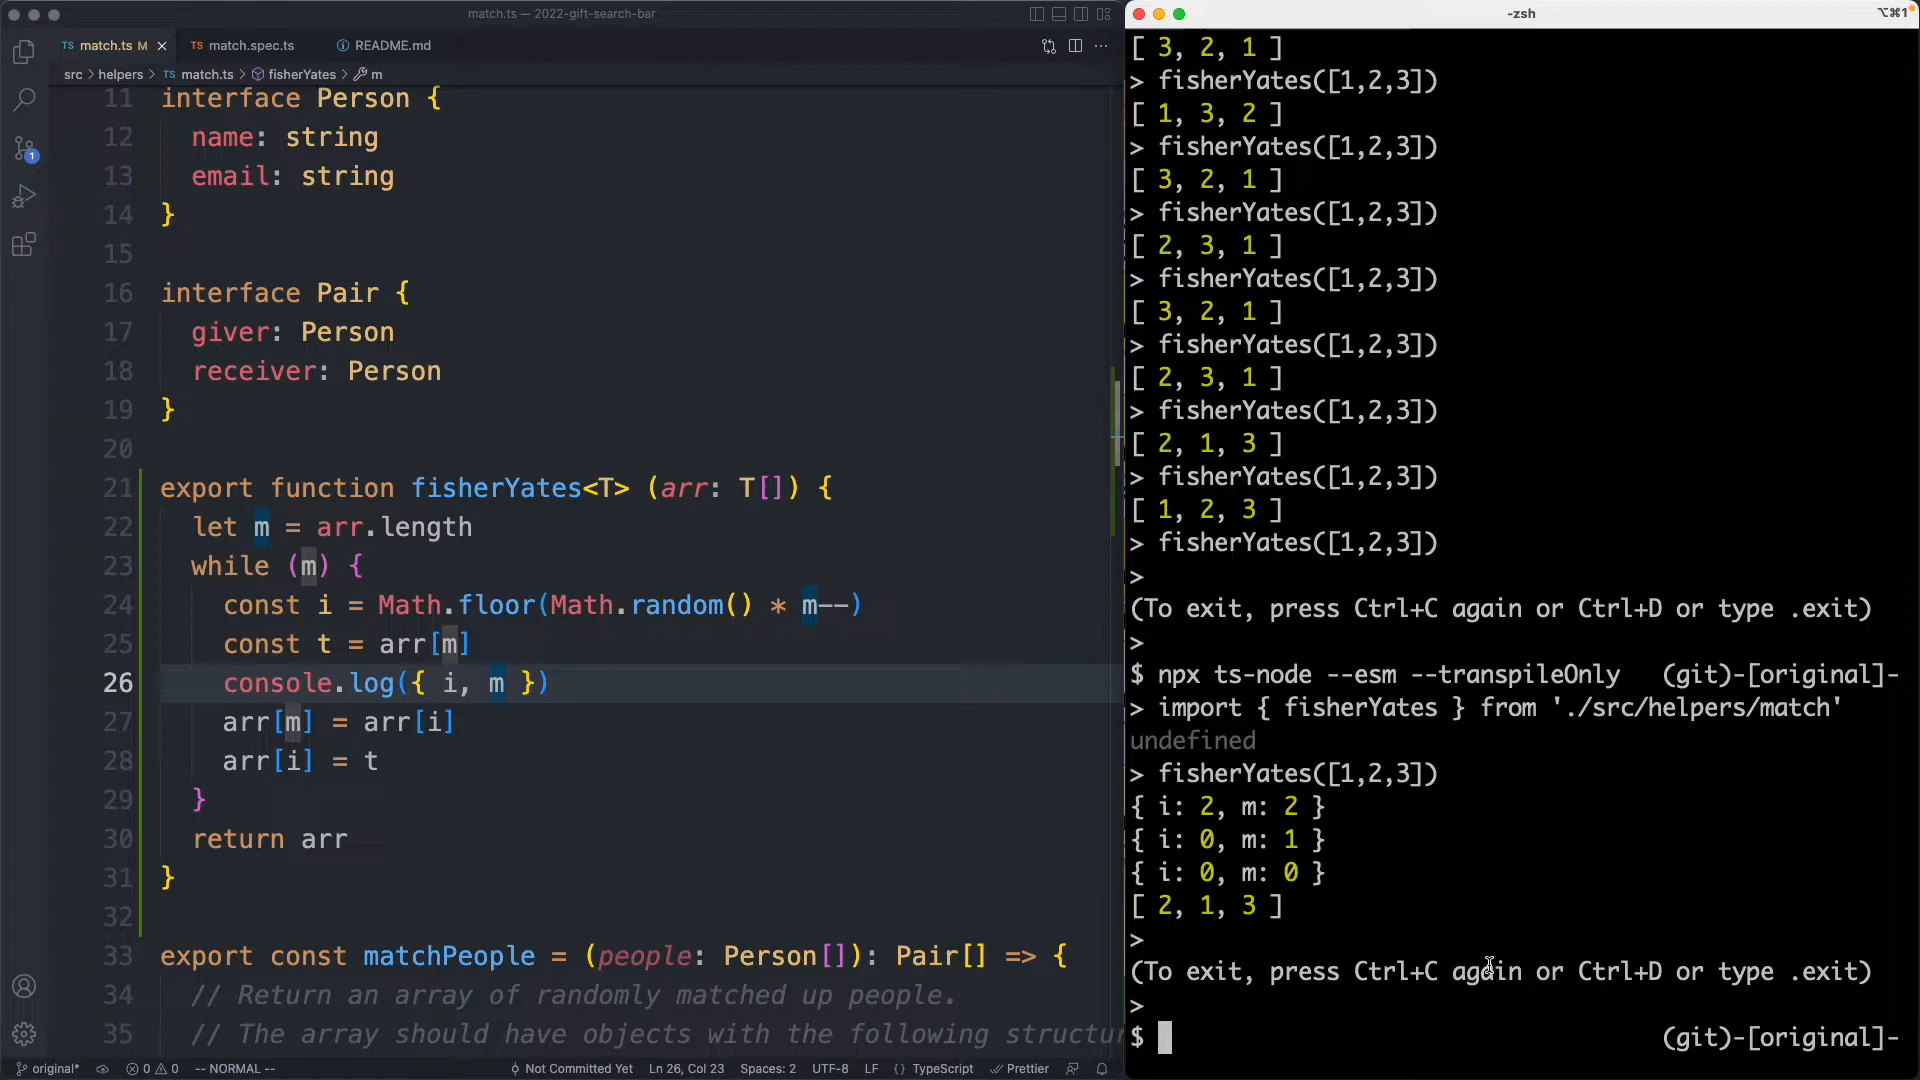 match.ts — 2022-gift-search-bar
TS match.ts M ×
TS match.spec.ts
README.md
src > helpers > TS match.ts > fisherYates > m
11 interface Person {
12 name: string
13 email: string
14 }
15
16 interface Pair {
17 giver: Person
18 receiver: Person
19 }
20
21 export function fisherYates<T> (arr: T[]) {
22 let m = arr.length
23 while (m) {
24 const i = Math.floor(Math.random() * m--)
25 const t = arr[m]
26 console.log({ i, m })
27 arr[m] = arr[i]
28 arr[i] = t
29 }
30 return arr
31 }
32
33 export const matchPeople = (people: Person[]): Pair[] => {
34 // Return an array of randomly matched up people.
35 // The array should have objects with the following structur
1
original* 0 0 -- NORMAL -- Not Committed Yet Ln 26, Col 23 Spaces: 2 UTF-8 LF {} TypeScript Prettier
-zsh
⌥⌘1
[ 3, 2, 1 ]
> fisherYates([1,2,3])
[ 1, 3, 2 ]
> fisherYates([1,2,3])
[ 3, 2, 1 ]
> fisherYates([1,2,3])
[ 2, 3, 1 ]
> fisherYates([1,2,3])
[ 3, 2, 1 ]
> fisherYates([1,2,3])
[ 2, 3, 1 ]
> fisherYates([1,2,3])
[ 2, 1, 3 ]
> fisherYates([1,2,3])
[ 1, 2, 3 ]
> fisherYates([1,2,3])
>
(To exit, press Ctrl+C again or Ctrl+D or type .exit)
>
$ npx ts-node --esm --transpileOnly (git)-[original]-
> import { fisherYates } from './src/helpers/match'
undefined
> fisherYates([1,2,3])
{ i: 2, m: 2 }
{ i: 0, m: 1 }
{ i: 0, m: 0 }
[ 2, 1, 3 ]
>
(To exit, press Ctrl+C again or Ctrl+D or type .exit)
>
$ (git)-[original]-